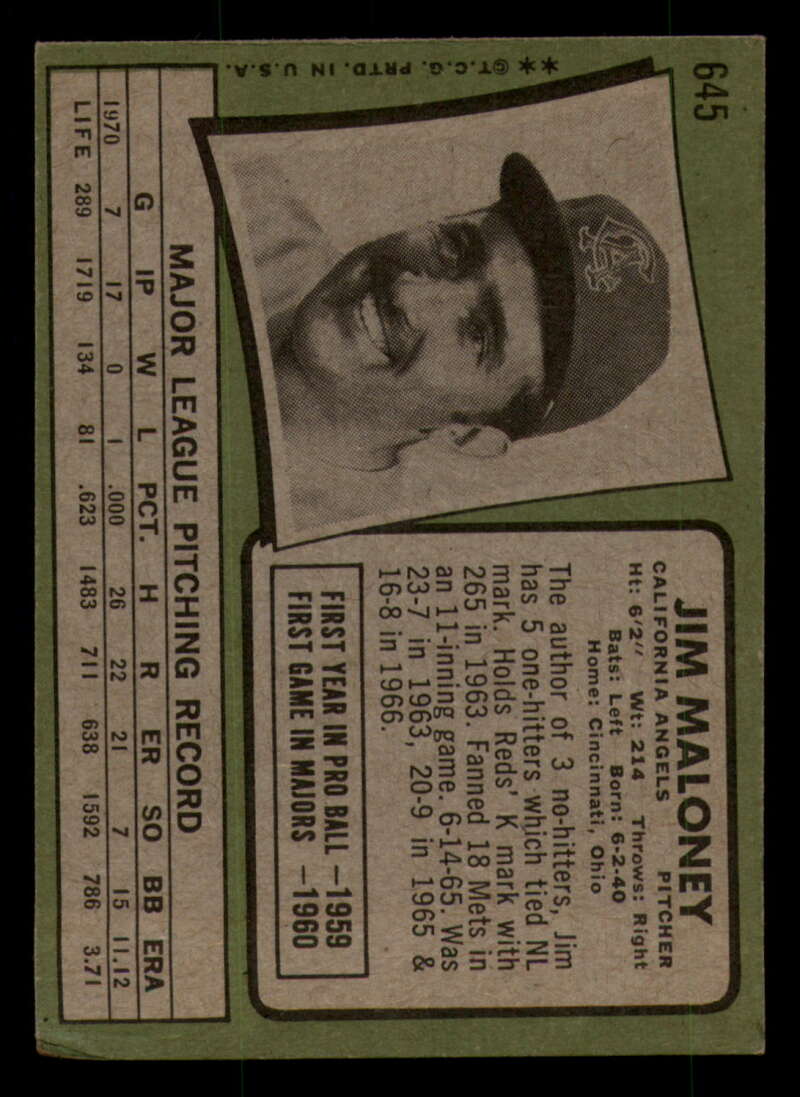 645
JIM MALONEY
CALIFORNIA ANGELS PITCHER
Ht: 6'2" Wt: 214 Throws: Right
Bats: Left Born: 6-2-40
Home: Cincinnati, Ohio
The author of 3 no-hitters, Jim
has 5 one-hitters which tied NL
mark. Holds Reds' K mark with
265 in 1963. Fanned 18 Mets in
an 11-inning game. 6-14-65. Was
23-7 in 1963, 20-9 in 1965 &
16-8 in 1966.
FIRST YEAR IN PRO BALL —1959
FIRST GAME IN MAJORS —1960
CA
**©T.C.G. PRTD. IN U.S.A.
MAJOR LEAGUE PITCHING RECORD
G IP W L PCT. H R ER SO BB ERA
1970 7 17 0 1 .000 26 22 21 7 15 11.12
LIFE 289 1719 134 81 .623 1483 711 638 1592 786 3.71